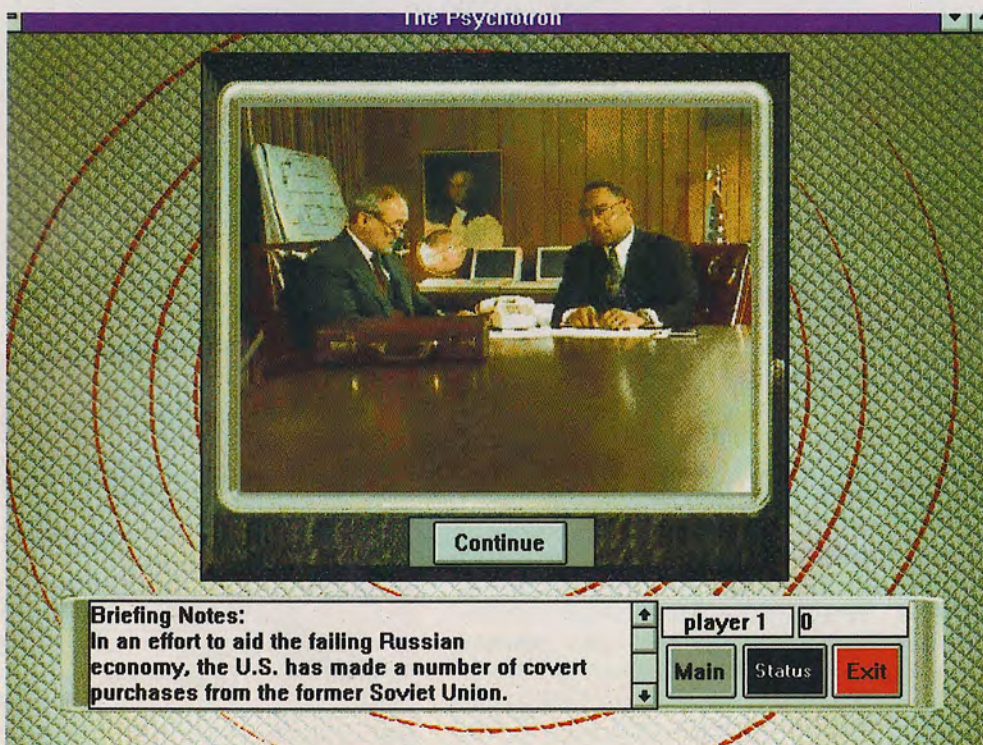 The Psychotron
Continue
Briefing Notes:
In an effort to aid the failing Russian
economy, the U.S. has made a number of covert
purchases from the former Soviet Union.
player 1 0
Main Status Exit